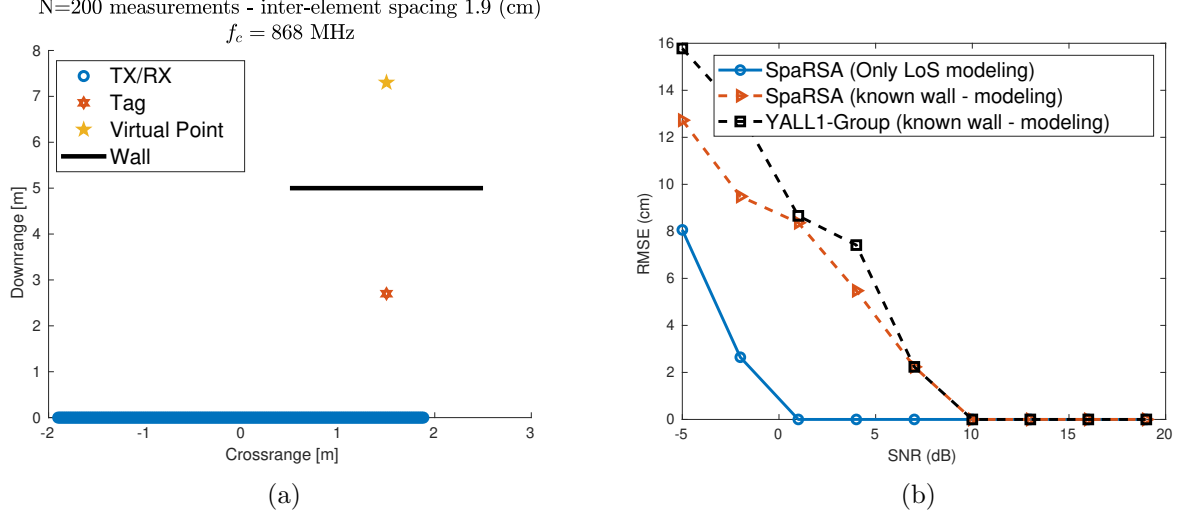 N=200 measurements - inter-element spacing 1.9 (cm)
f_c = 868 MHz
8
7
6
5
4
3
2
1
0
Downrange [m]
TX/RX
Tag
Virtual Point
Wall
-2
-1
0
1
2
3
Crossrange [m]
(a)
16
14
12
10
8
6
4
2
0
RMSE (cm)
SpaRSA (Only LoS modeling)
SpaRSA (known wall - modeling)
YALL1-Group (known wall - modeling)
-5
0
5
10
15
20
SNR (dB)
(b)